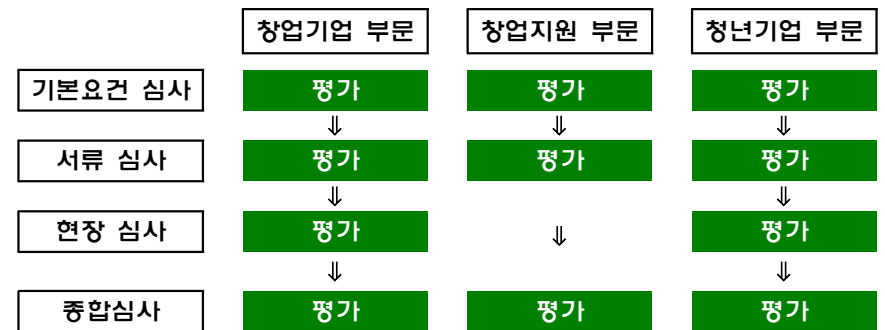 창업기업 부문 창업지원 부문 청년기업 부문
기본요건 심사 평가 평가 평가
⇓ ⇓ ⇓
서류 심사 평가 평가 평가
⇓ ⇓
현장 심사 평가 ⇓ 평가
⇓ ⇓
종합심사 평가 평가 평가